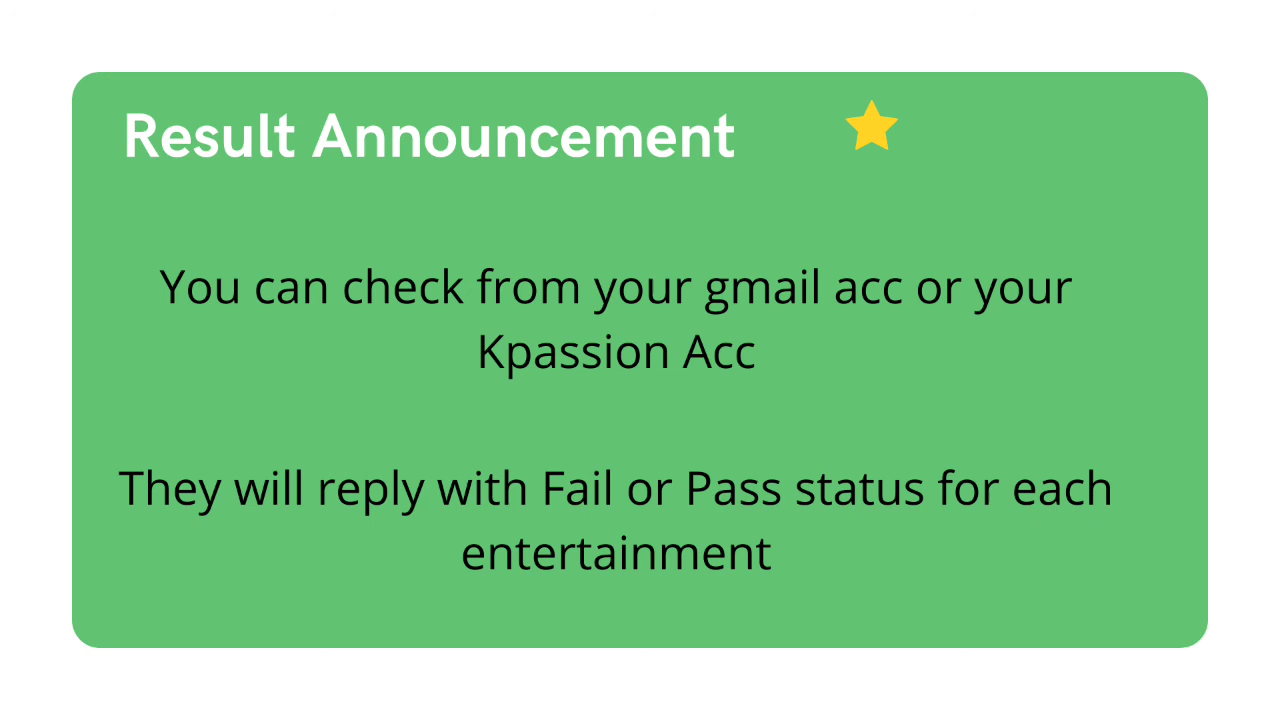 Result Announcement
You can check from your gmail acc or your
Kpassion Acc
They will reply with Fail or Pass status for each
entertainment